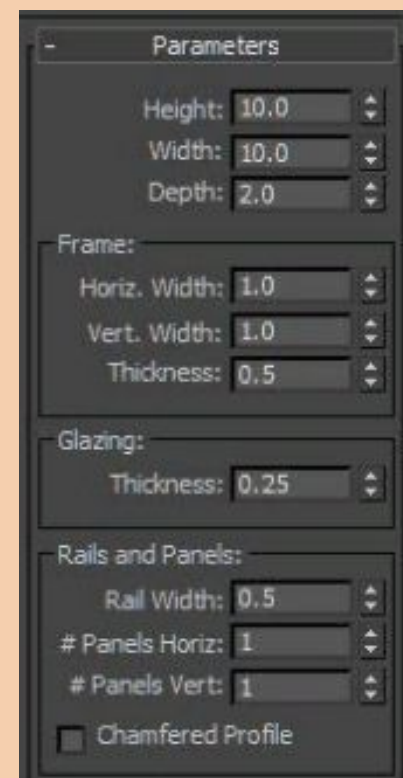 - Parameters
Height: 10.0
Width: 10.0
Depth: 2.0
Frame:
Horiz. Width: 1.0
Vert. Width: 1.0
Thickness: 0.5
Glazing:
Thickness: 0.25
Rails and Panels:
Rail Width: 0.5
# Panels Horiz: 1
# Panels Vert: 1
Chamfered Profile